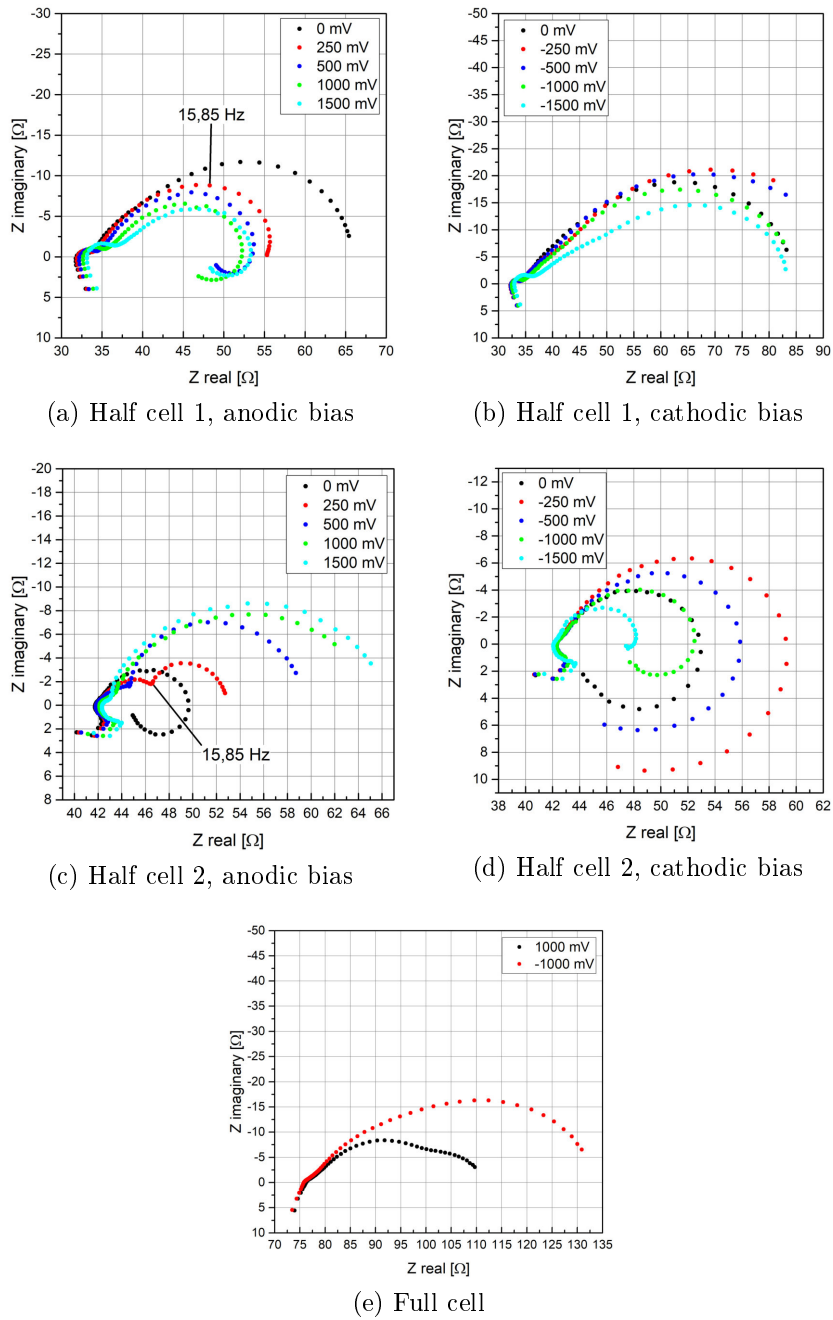 -30
-25
-20
-15
-10
-5
0
5
10
30 35 40 45 50 55 60 65 70
Z imaginary [Ω]
Z real [Ω]
0 mV
250 mV
500 mV
1000 mV
1500 mV
15,85 Hz
(a) Half cell 1, anodic bias
-50
-45
-40
-35
-30
-25
-20
-15
-10
-5
0
5
10
30 35 40 45 50 55 60 65 70 75 80 85 90
Z imaginary [Ω]
Z real [Ω]
0 mV
-250 mV
-500 mV
-1000 mV
-1500 mV
(b) Half cell 1, cathodic bias
-20
-18
-16
-14
-12
-10
-8
-6
-4
-2
0
2
4
6
8
40 42 44 46 48 50 52 54 56 58 60 62 64 66
Z imaginary [Ω]
Z real [Ω]
0 mV
250 mV
500 mV
1000 mV
1500 mV
15,85 Hz
(c) Half cell 2, anodic bias
-12
-10
-8
-6
-4
-2
0
2
4
6
8
10
38 40 42 44 46 48 50 52 54 56 58 60 62
Z imaginary [Ω]
Z real [Ω]
0 mV
-250 mV
-500 mV
-1000 mV
-1500 mV
(d) Half cell 2, cathodic bias
-50
-45
-40
-35
-30
-25
-20
-15
-10
-5
0
5
10
70 75 80 85 90 95 100 105 110 115 120 125 130 135
Z imaginary [Ω]
Z real [Ω]
1000 mV
-1000 mV
(e) Full cell